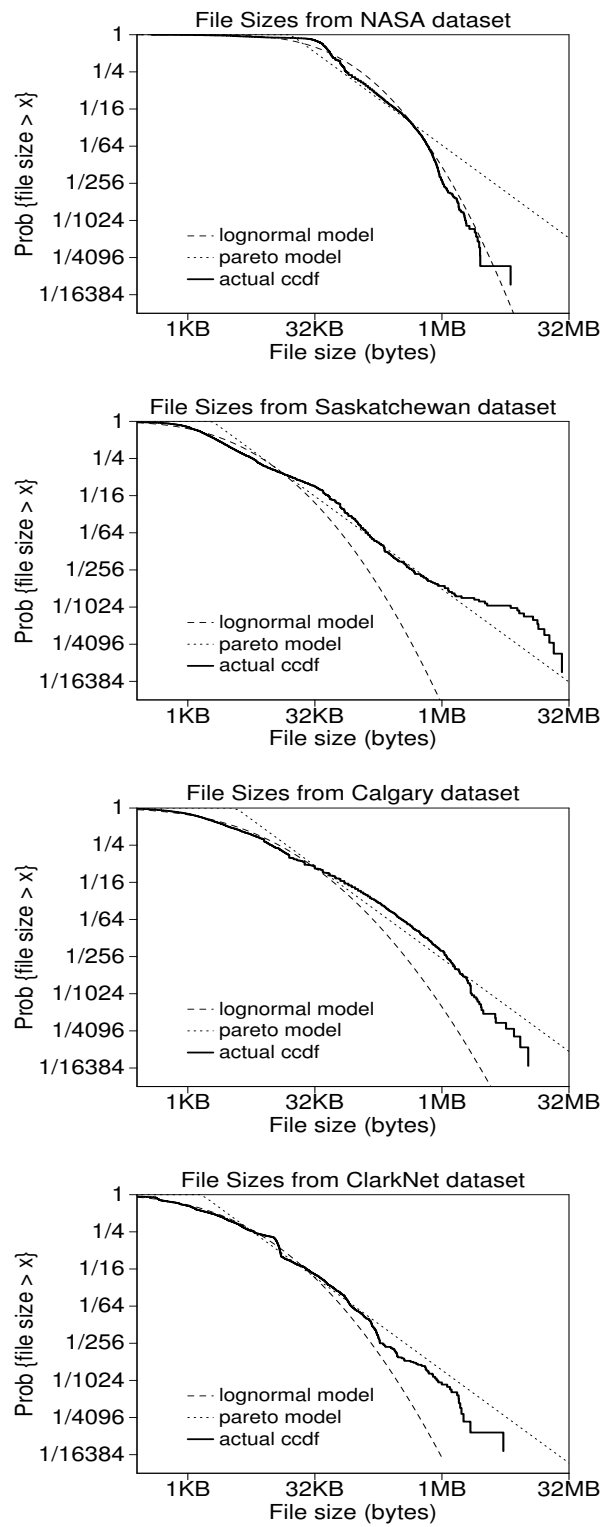 File Sizes from NASA dataset
1
1/4
1/16
1/64
1/256
1/1024
1/4096
1/16384
Prob {file size > x}
lognormal model
pareto model
actual ccdf
1KB 32KB 1MB 32MB
File size (bytes)
File Sizes from Saskatchewan dataset
1
1/4
1/16
1/64
1/256
1/1024
1/4096
1/16384
Prob {file size > x}
lognormal model
pareto model
actual ccdf
1KB 32KB 1MB 32MB
File size (bytes)
File Sizes from Calgary dataset
1
1/4
1/16
1/64
1/256
1/1024
1/4096
1/16384
Prob {file size > x}
lognormal model
pareto model
actual ccdf
1KB 32KB 1MB 32MB
File size (bytes)
File Sizes from ClarkNet dataset
1
1/4
1/16
1/64
1/256
1/1024
1/4096
1/16384
Prob {file size > x}
lognormal model
pareto model
actual ccdf
1KB 32KB 1MB 32MB
File size (bytes)